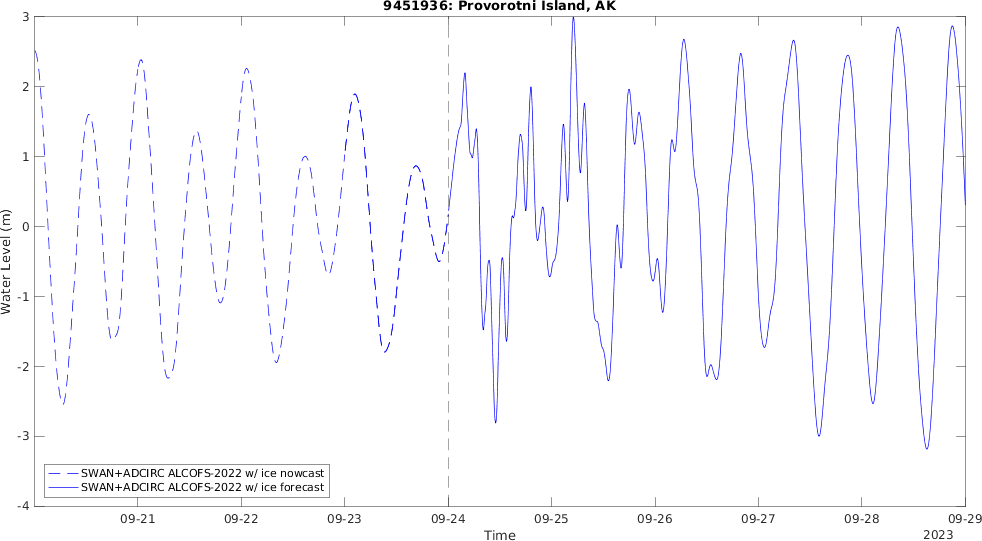 9451936: Provorotni Island, AK
3
2
1
0
-1
-2
-3
-4
Water Level (m)
SWAN+ADCIRC ALCOFS-2022 w/ ice nowcast
SWAN+ADCIRC ALCOFS-2022 w/ ice forecast
09-21 09-22 09-23 09-24 09-25 09-26 09-27 09-28 09-29
Time
2023